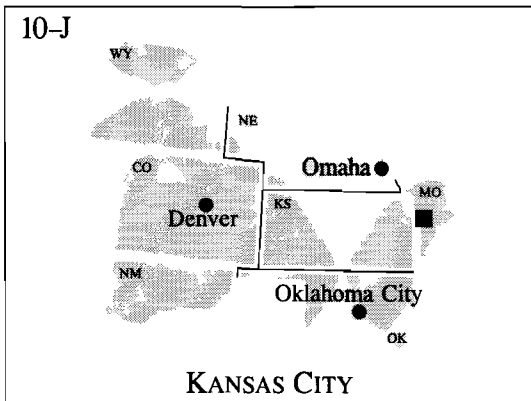 10–J
WY
NE
CO
Omaha
MO
KS
Denver
NM
Oklahoma City
OK
KANSAS CITY